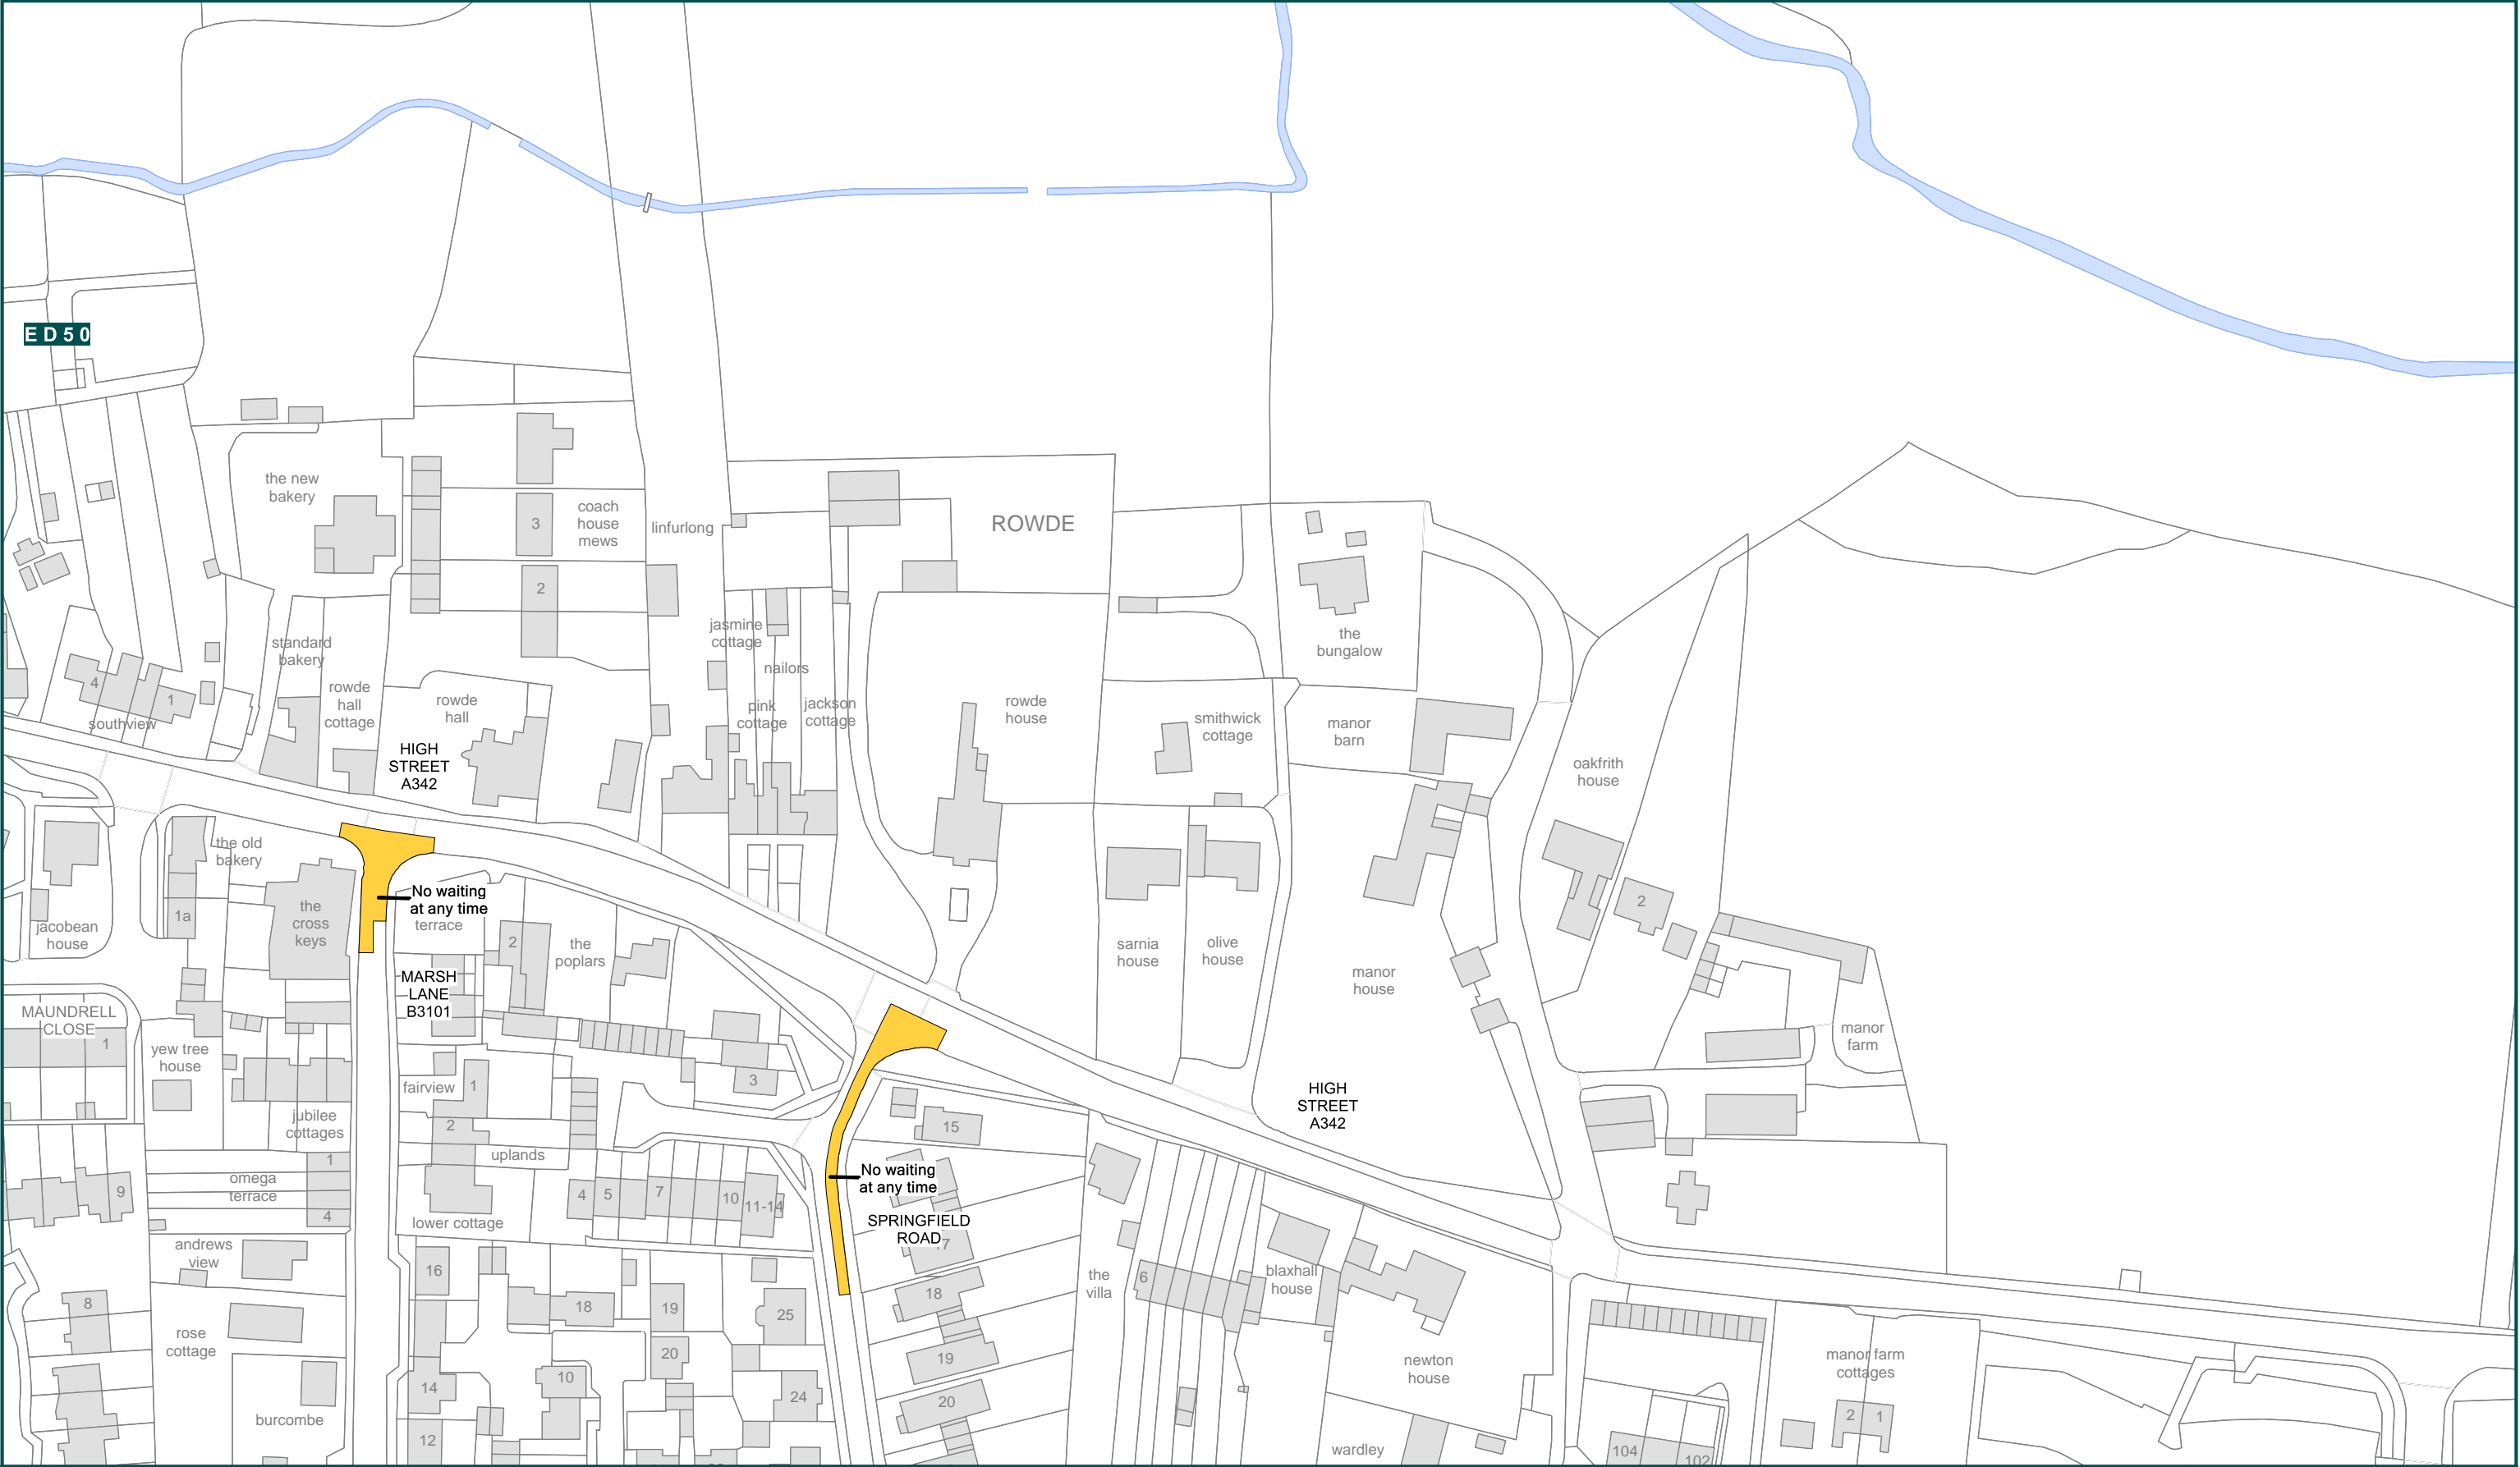 E D 5 0
the new
bakery
3
coach
house
mews
linfurlong
ROWDE
2
the
bungalow
standard
bakery
jasmine
cottage
nailors
4
1
southview
rowde
hall
cottage
rowde
hall
pink
cottage
jackson
cottage
rowde
house
smithwick
cottage
manor
barn
oakfrith
house
HIGH
STREET
A342
the old
bakery
1a
the
cross
keys
jacobean
house
No waiting
at any time
terrace
2
the
poplars
sarnia
house
olive
house
manor
house
2
manor
farm
MARSH
LANE
B3101
MAUNDRELL
CLOSE
1
yew tree
house
fairview
1
2
3
jubilee
cottages
15
HIGH
STREET
A342
uplands
1
omega
terrace
4
9
4
5
7
10
11-14
No waiting
at any time
SPRINGFIELD
ROAD
17
lower cottage
andrews
view
16
18
19
25
18
the
villa
6
blaxhall
house
8
rose
cottage
20
19
newton
house
manor farm
cottages
14
10
24
20
2
1
burcombe
12
wardley
104
102